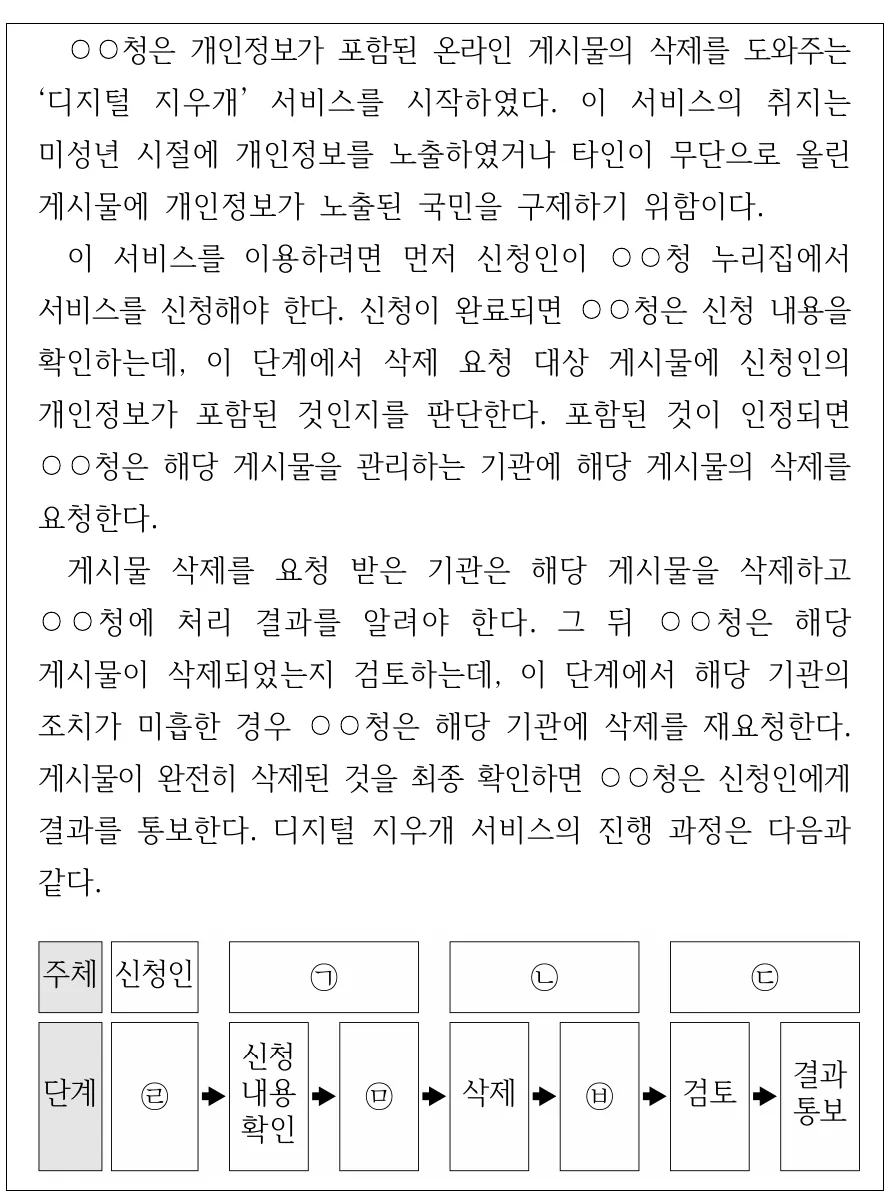 ○○청은 개인정보가 포함된 온라인 게시물의 삭제를 도와주는
‘디지털 지우개’ 서비스를 시작하였다. 이 서비스의 취지는
미성년 시절에 개인정보를 노출하였거나 타인이 무단으로 올린
게시물에 개인정보가 노출된 국민을 구제하기 위함이다.
이 서비스를 이용하려면 먼저 신청인이 ○○청 누리집에서
서비스를 신청해야 한다. 신청이 완료되면 ○○청은 신청 내용을
확인하는데, 이 단계에서 삭제 요청 대상 게시물에 신청인의
개인정보가 포함된 것인지를 판단한다. 포함된 것이 인정되면
○○청은 해당 게시물을 관리하는 기관에 해당 게시물의 삭제를
요청한다.
게시물 삭제를 요청 받은 기관은 해당 게시물을 삭제하고
○○청에 처리 결과를 알려야 한다. 그 뒤 ○○청은 해당
게시물이 삭제되었는지 검토하는데, 이 단계에서 해당 기관의
조치가 미흡한 경우 ○○청은 해당 기관에 삭제를 재요청한다.
게시물이 완전히 삭제된 것을 최종 확인하면 ○○청은 신청인에게
결과를 통보한다. 디지털 지우개 서비스의 진행 과정은 다음과
같다.
주체 신청인 ㉠ ㉡ ㉢
단계 ㉣ 신청 내용 확인 ㉤ 삭제 ㉥ 검토 결과 통보